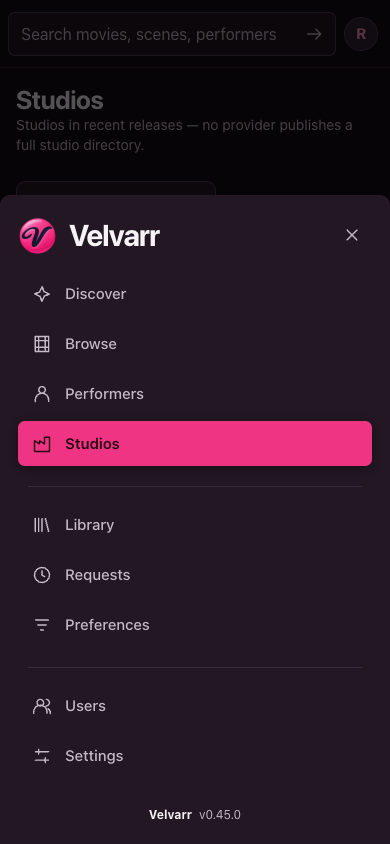 Search movies, scenes, performers
R
Studios
Studios in recent releases — no provider publishes a
full studio directory.
Velvarr
Discover
Browse
Performers
Studios
Library
Requests
Preferences
Users
Settings
Velvarr v0.45.0